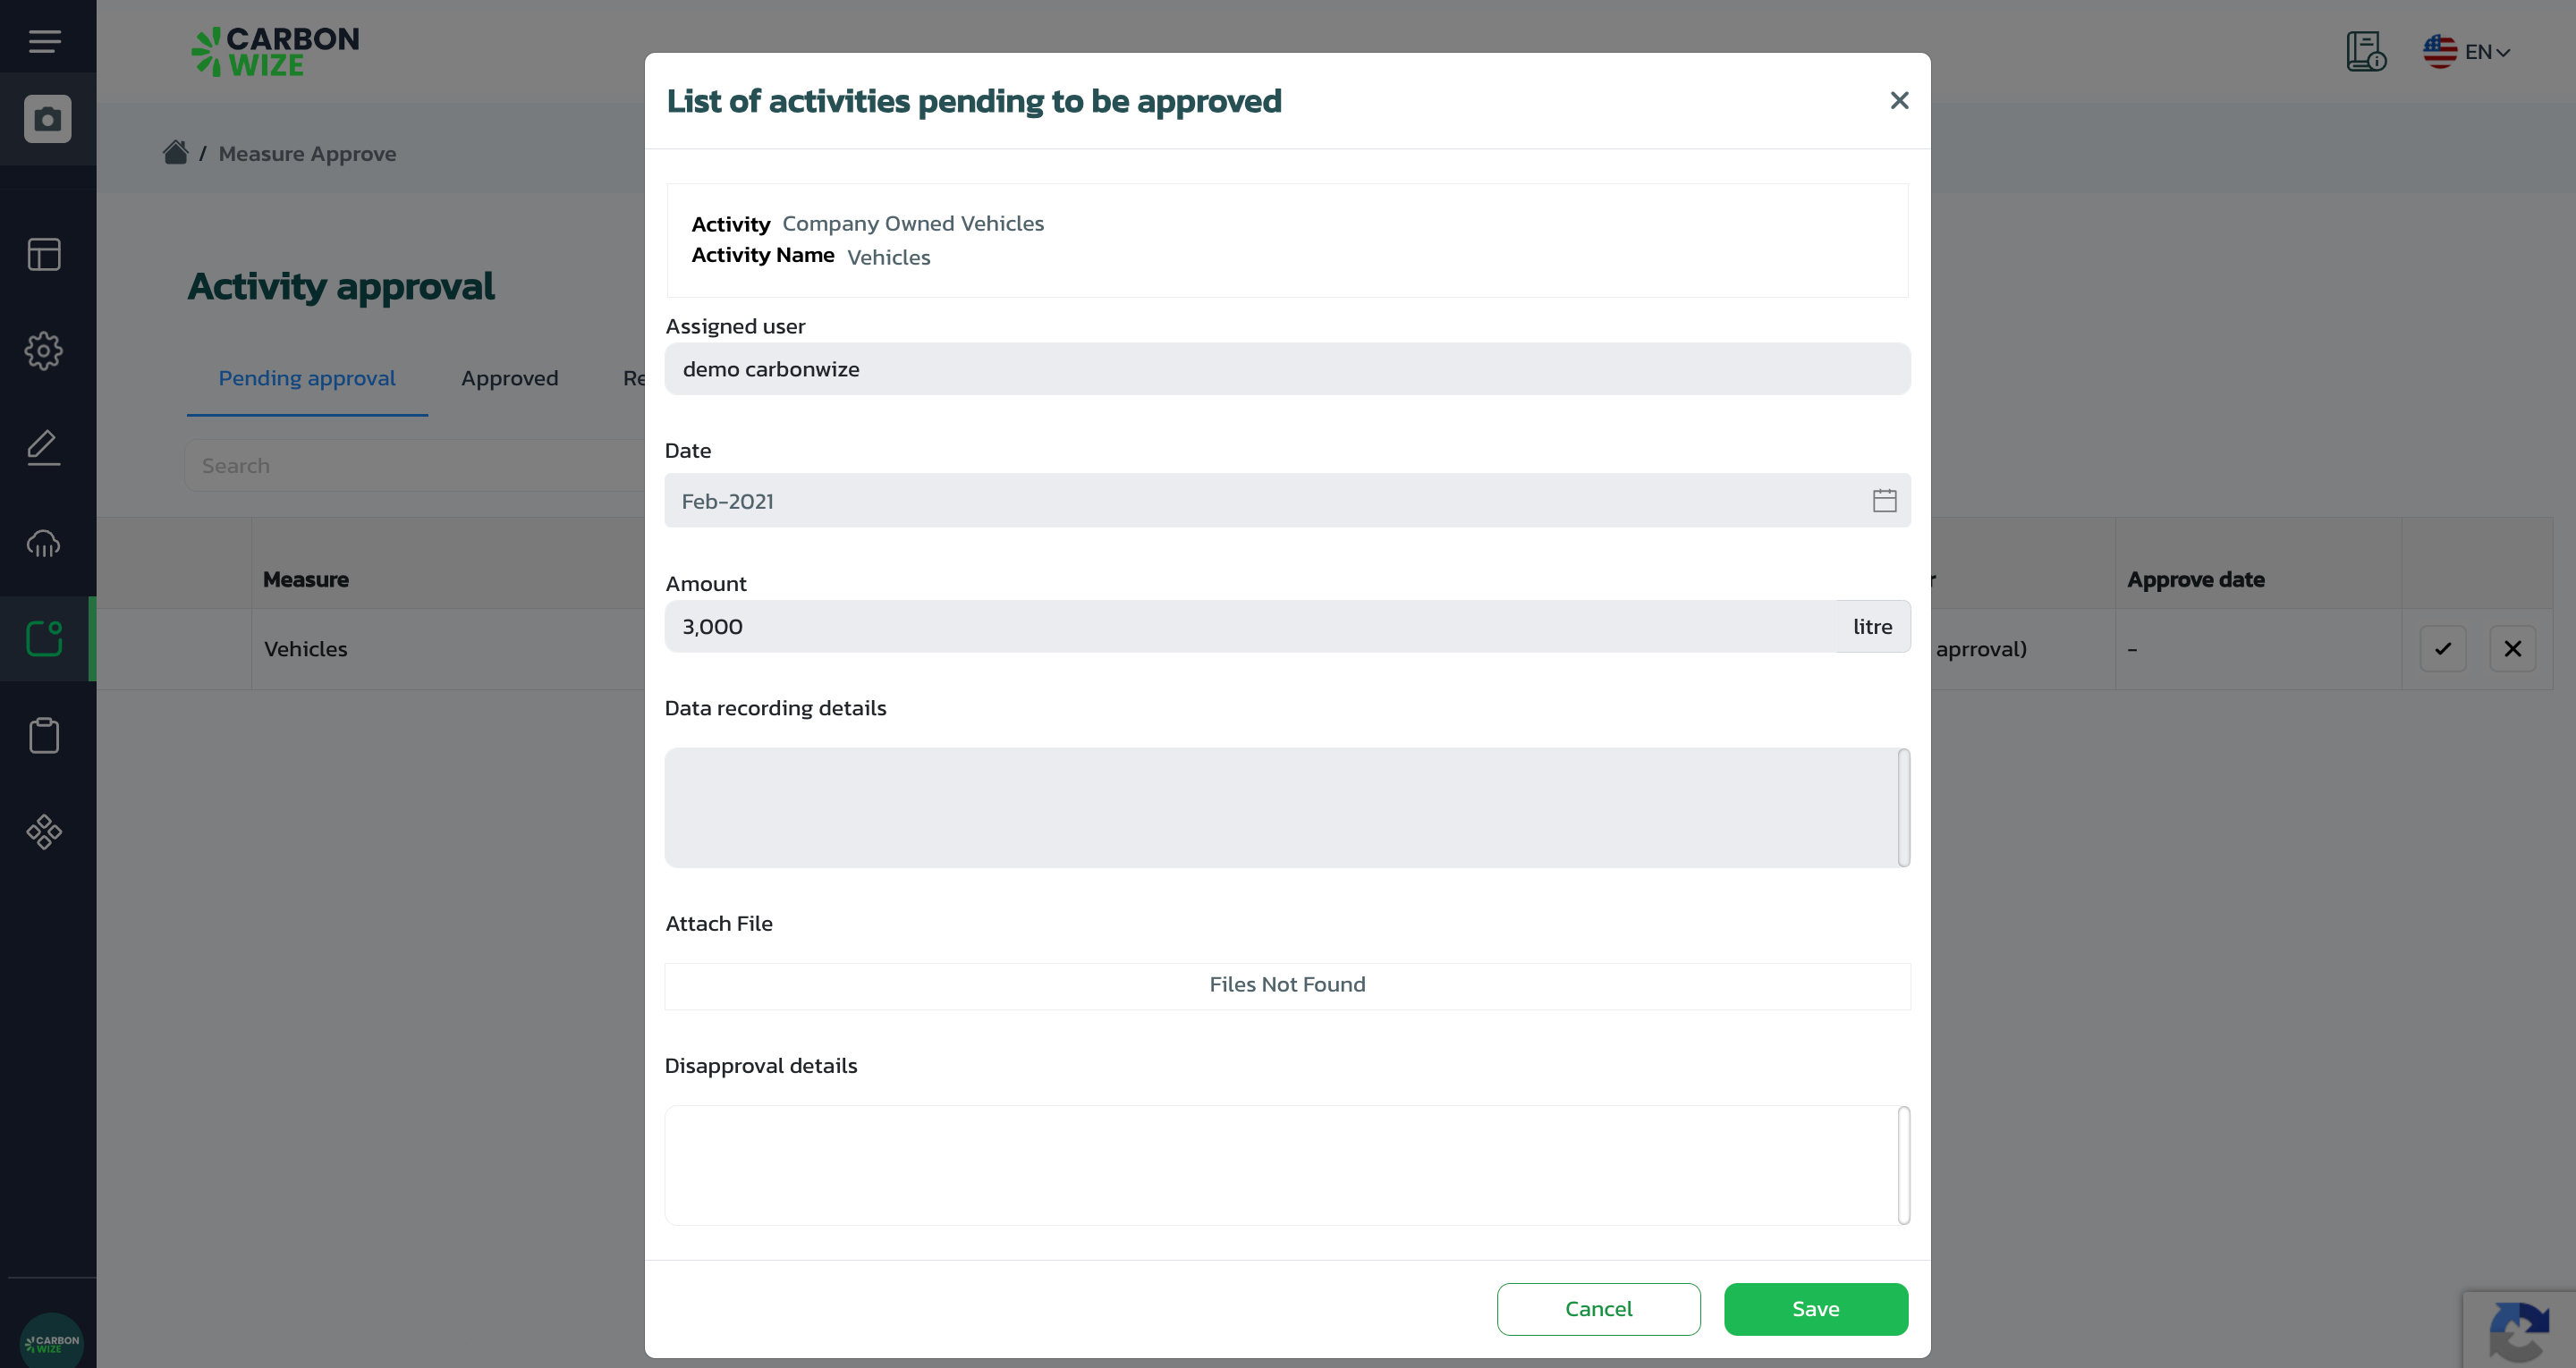 CARBON
WIZE
EN
/ Measure Approve
List of activities pending to be approved
Activity Company Owned Vehicles
Activity Name Vehicles
Activity approval
Assigned user
demo carbonwize
Pending approval
Approved
Re
Search
Date
Feb-2021
Amount
3,000
litre
Measure
r
Approve date
Vehicles
aprroval)
-
Data recording details
Attach File
Files Not Found
Disapproval details
Cancel
Save
CARBON
WIZE